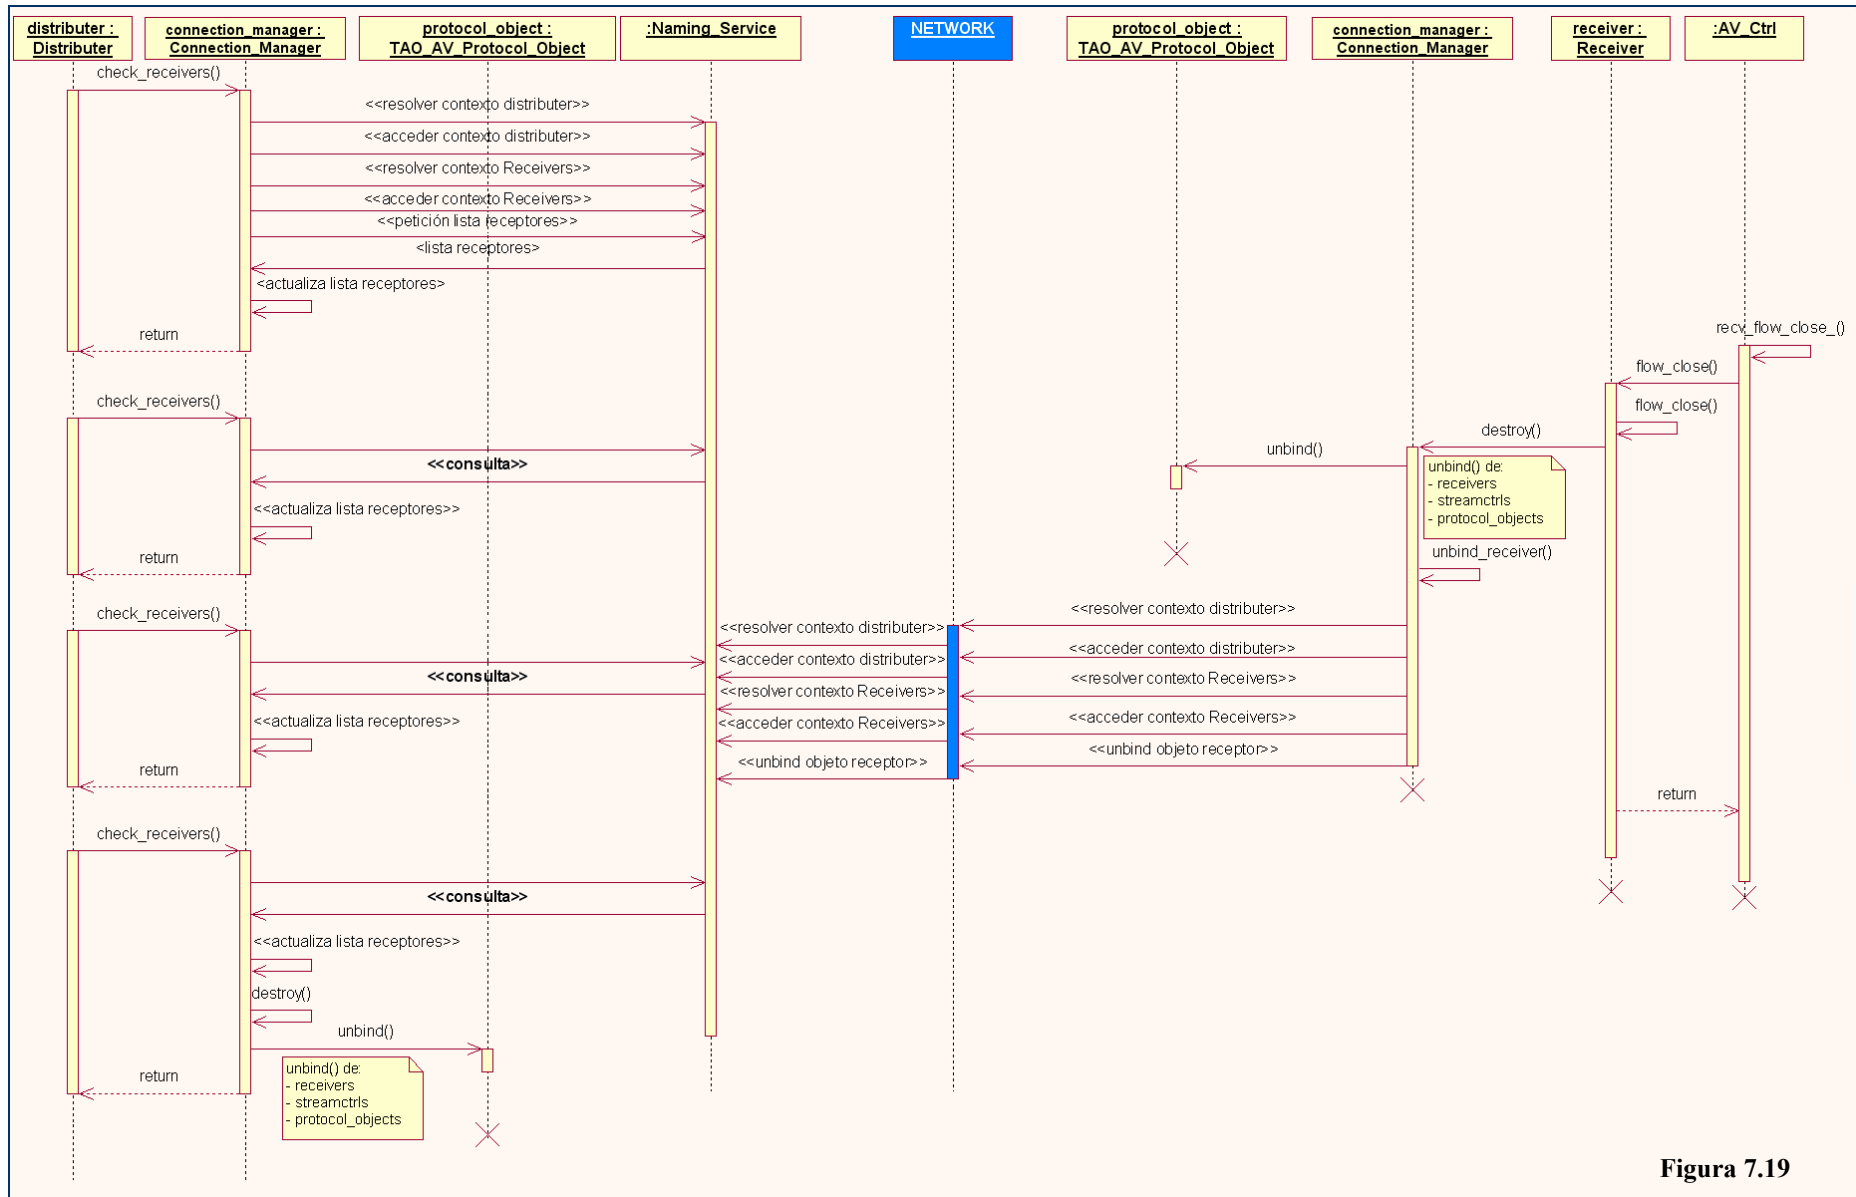 distributer :
Distributer
connection_manager :
Connection_Manager
protocol_object :
TAO_AV_Protocol_Object
:Naming_Service
NETWORK
protocol_object :
TAO_AV_Protocol_Object
connection_manager :
Connection_Manager
receiver :
Receiver
:AV_Ctrl
check_receivers()
<<resolver contexto distributer>>
<<acceder contexto distributer>>
<<resolver contexto Receivers>>
<<acceder contexto Receivers>>
<<petición lista receptores>>
<lista receptores>
<actualiza lista receptores>
return
recv_flow_close_()
flow_close()
flow_close()
destroy()
unbind()
unbind() de:
- receivers
- streamctrls
- protocol_objects
unbind_receiver()
check_receivers()
<<consulta>>
<<actualiza lista receptores>>
return
check_receivers()
<<consulta>>
<<actualiza lista receptores>>
return
<<resolver contexto distributer>>
<<resolver contexto distributer>>
<<acceder contexto distributer>>
<<acceder contexto distributer>>
<<resolver contexto Receivers>>
<<resolver contexto Receivers>>
<<acceder contexto Receivers>>
<<acceder contexto Receivers>>
<<unbind objeto receptor>>
<<unbind objeto receptor>>
return
check_receivers()
<<consulta>>
<<actualiza lista receptores>>
destroy()
unbind()
unbind() de:
- receivers
- streamctrls
- protocol_objects
return
Figura 7.19